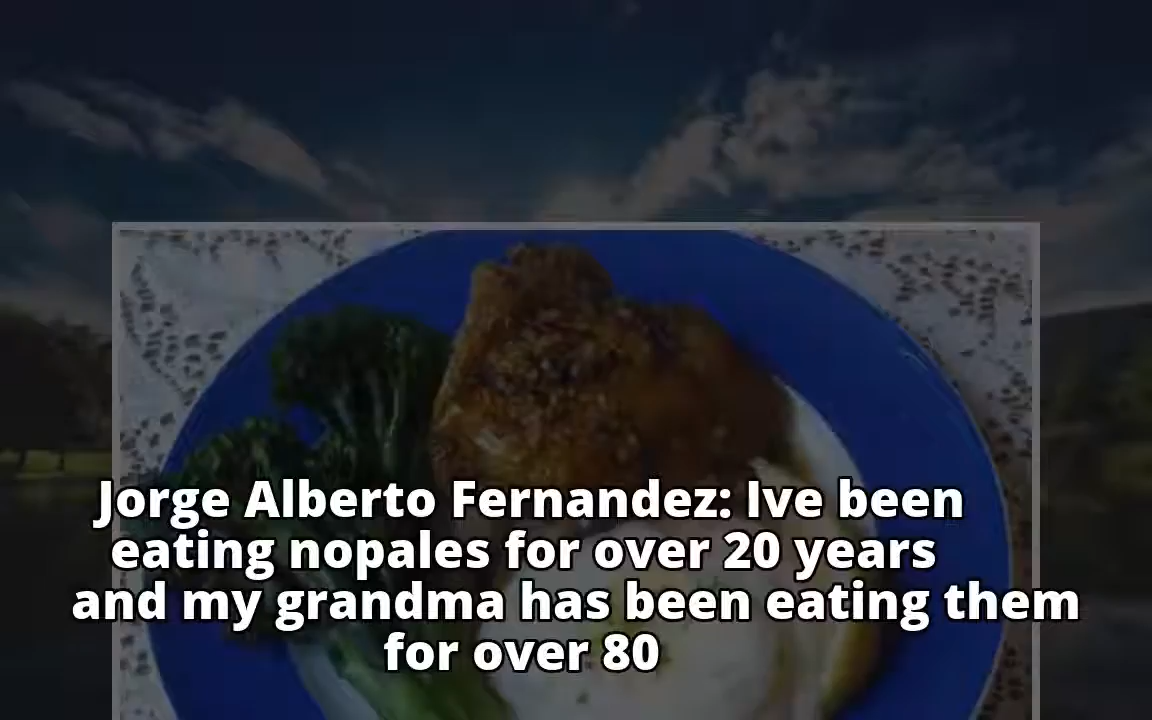 Jorge Alberto Fernandez: Ive been
eating nopales for over 20 years
and my grandma has been eating them
for over 80